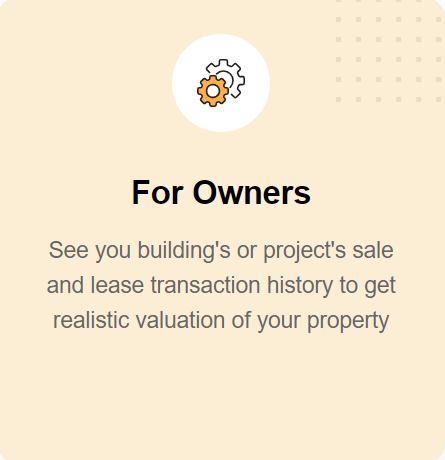 For Owners
See you building's or project's sale
and lease transaction history to get
realistic valuation of your property